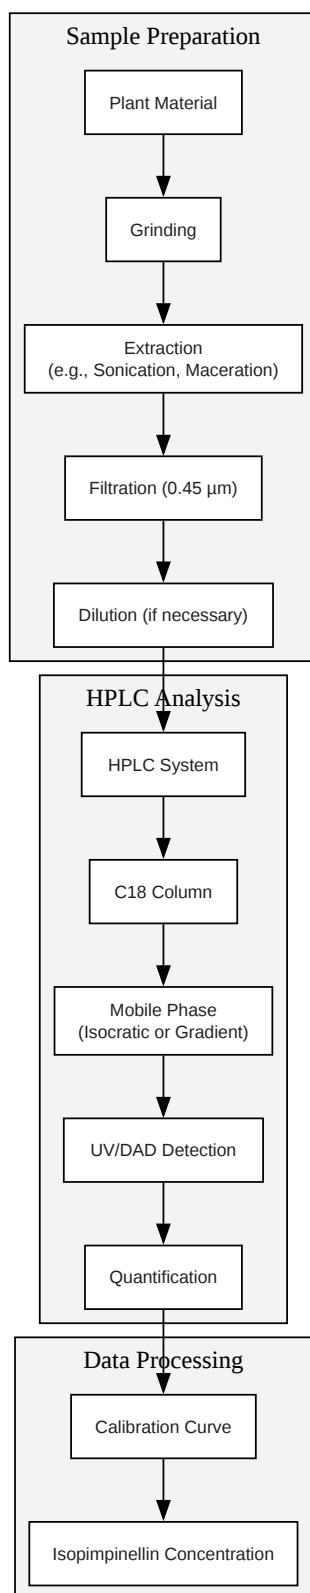 Sample Preparation
Plant Material
Grinding
Extraction
(e.g., Sonication, Maceration)
Filtration (0.45 µm)
Dilution (if necessary)
HPLC Analysis
HPLC System
C18 Column
Mobile Phase
(Isocratic or Gradient)
UV/DAD Detection
Quantification
Data Processing
Calibration Curve
Isopimpinellin Concentration